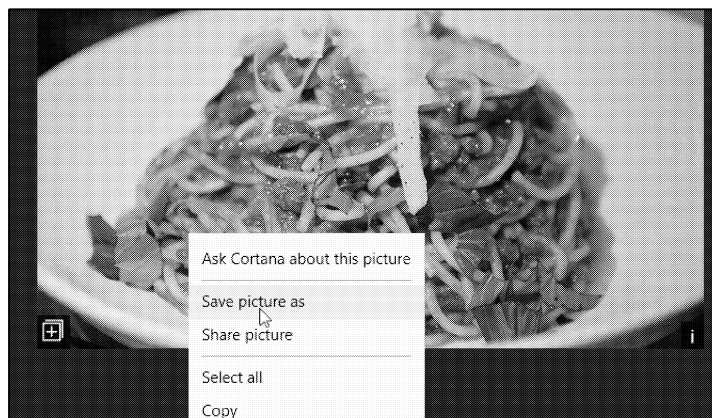 Ask Cortana about this picture
Save picture as
Share picture
i
Select all
Copy